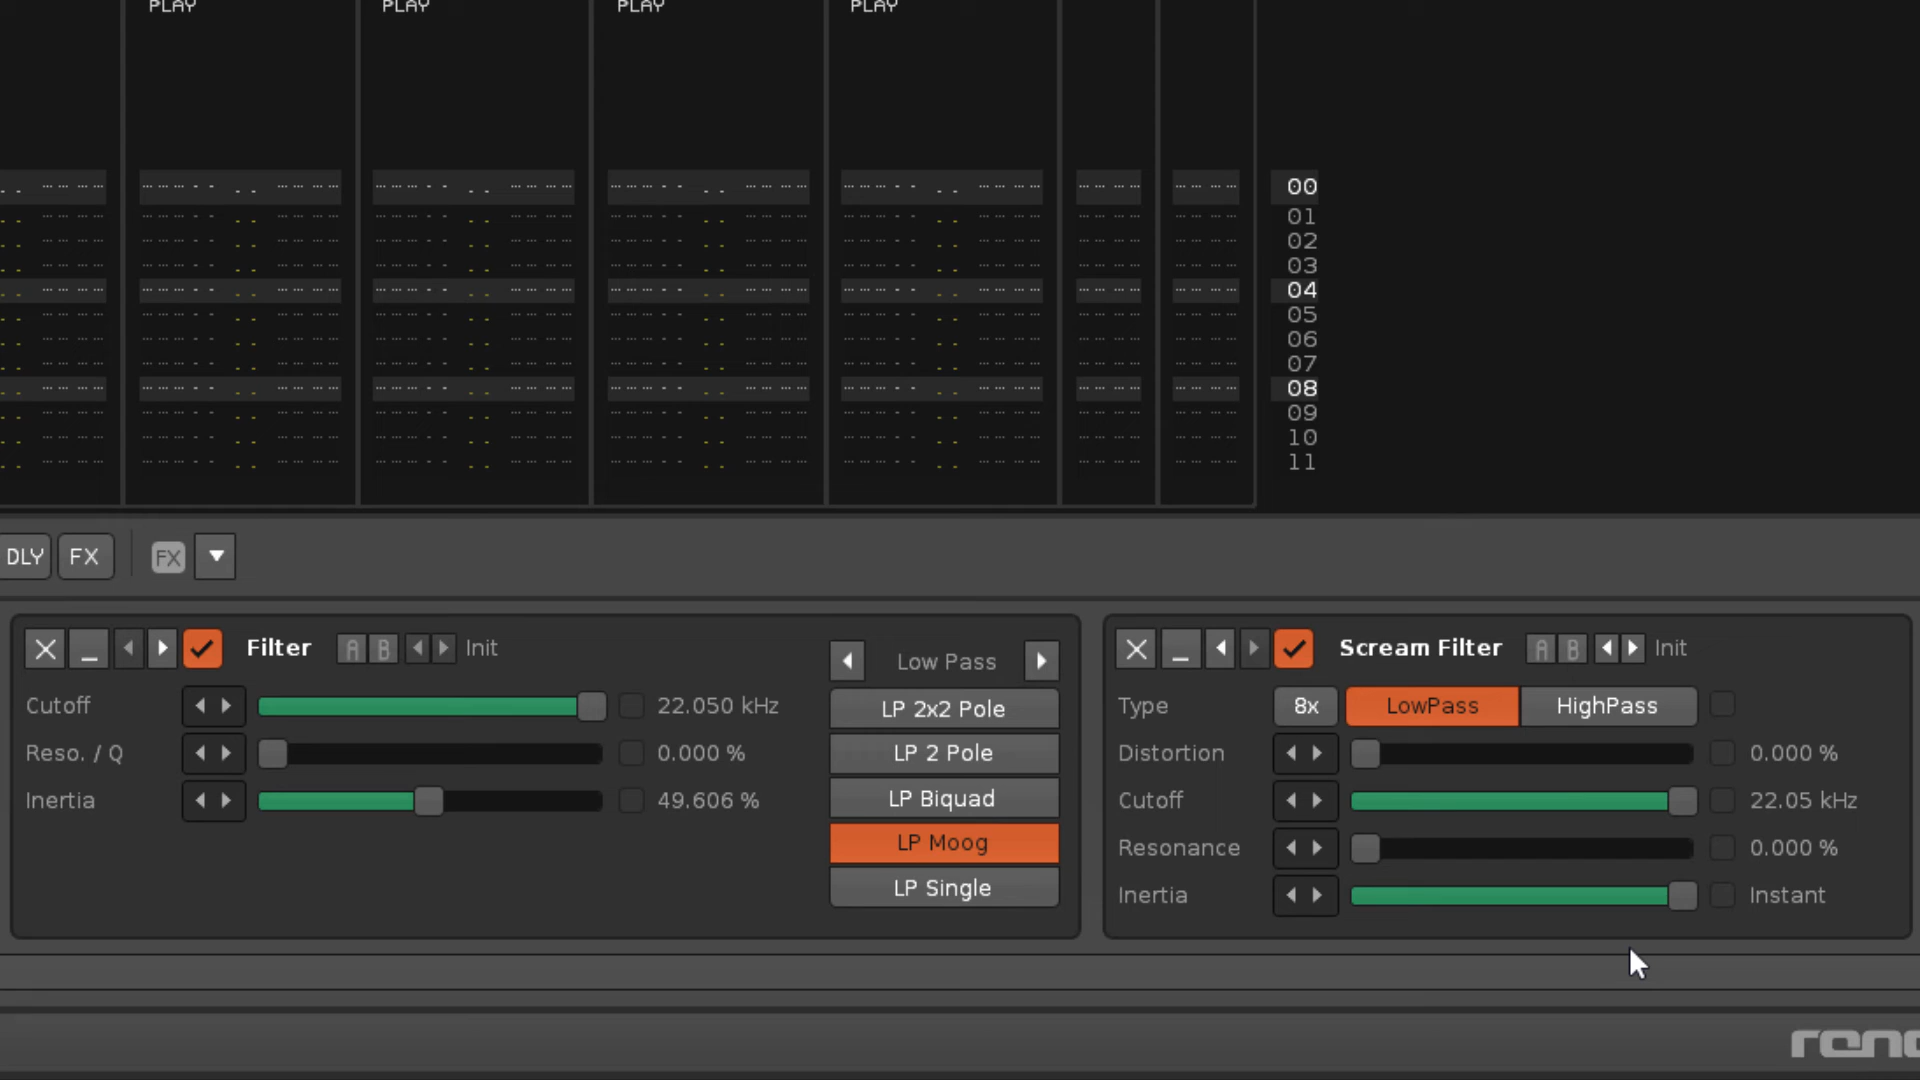 PLAY PLAY PLAY PLAY
00
01
02
03
04
05
06
07
08
09
10
11
DLY FX FX
Filter A B Init
Low Pass
Cutoff 22.050 kHz
LP 2x2 Pole
Reso. / Q 0.000 %
LP 2 Pole
Inertia 49.606 %
LP Biquad
LP Moog
LP Single
Scream Filter A B Init
Type 8x LowPass HighPass
Distortion 0.000 %
Cutoff 22.05 kHz
Resonance 0.000 %
Inertia Instant